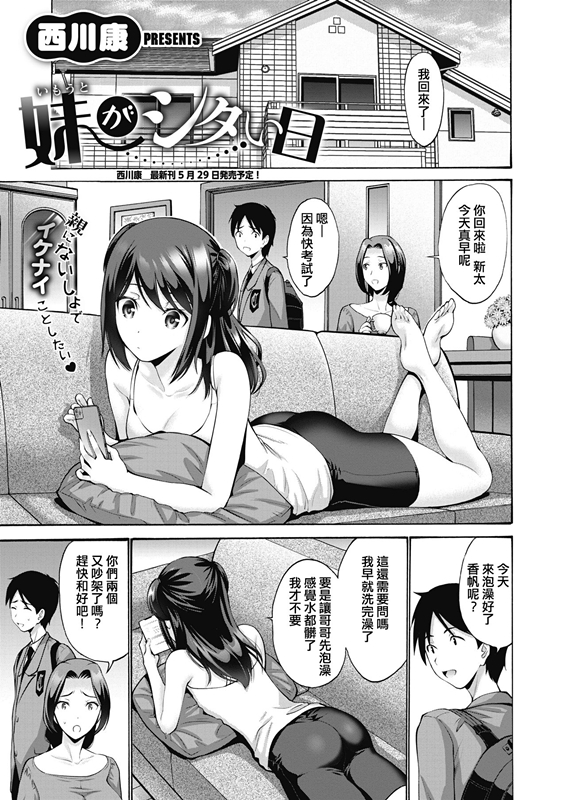 西川康 PRESENTS
いもうと
妹がシタい日
西川康__最新刊5月29日発売予定！
我回來了—
你回來啦 新太
今天真早呢
嗯—
因為快考試了
親にないしょで
イケナイ
ことしたい♥
今天
來泡澡好了
香帆呢？
這還需要問嗎
我早就洗完澡了
要是讓哥哥先泡澡
感覺水都髒了
我才不要
你們兩個
又吵架了嗎？
趕快和好吧！